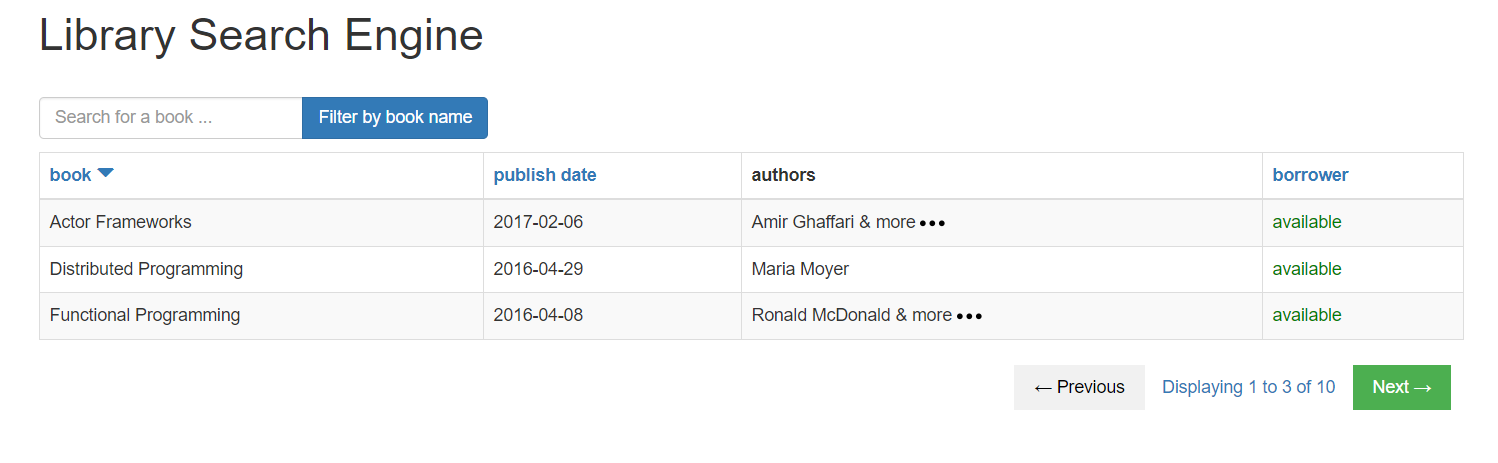 Library Search Engine
Search for a book ... Filter by book name
book publish date authors borrower
Actor Frameworks 2017-02-06 Amir Ghaffari & more ••• available
Distributed Programming 2016-04-29 Maria Moyer available
Functional Programming 2016-04-08 Ronald McDonald & more ••• available
← Previous Displaying 1 to 3 of 10 Next →